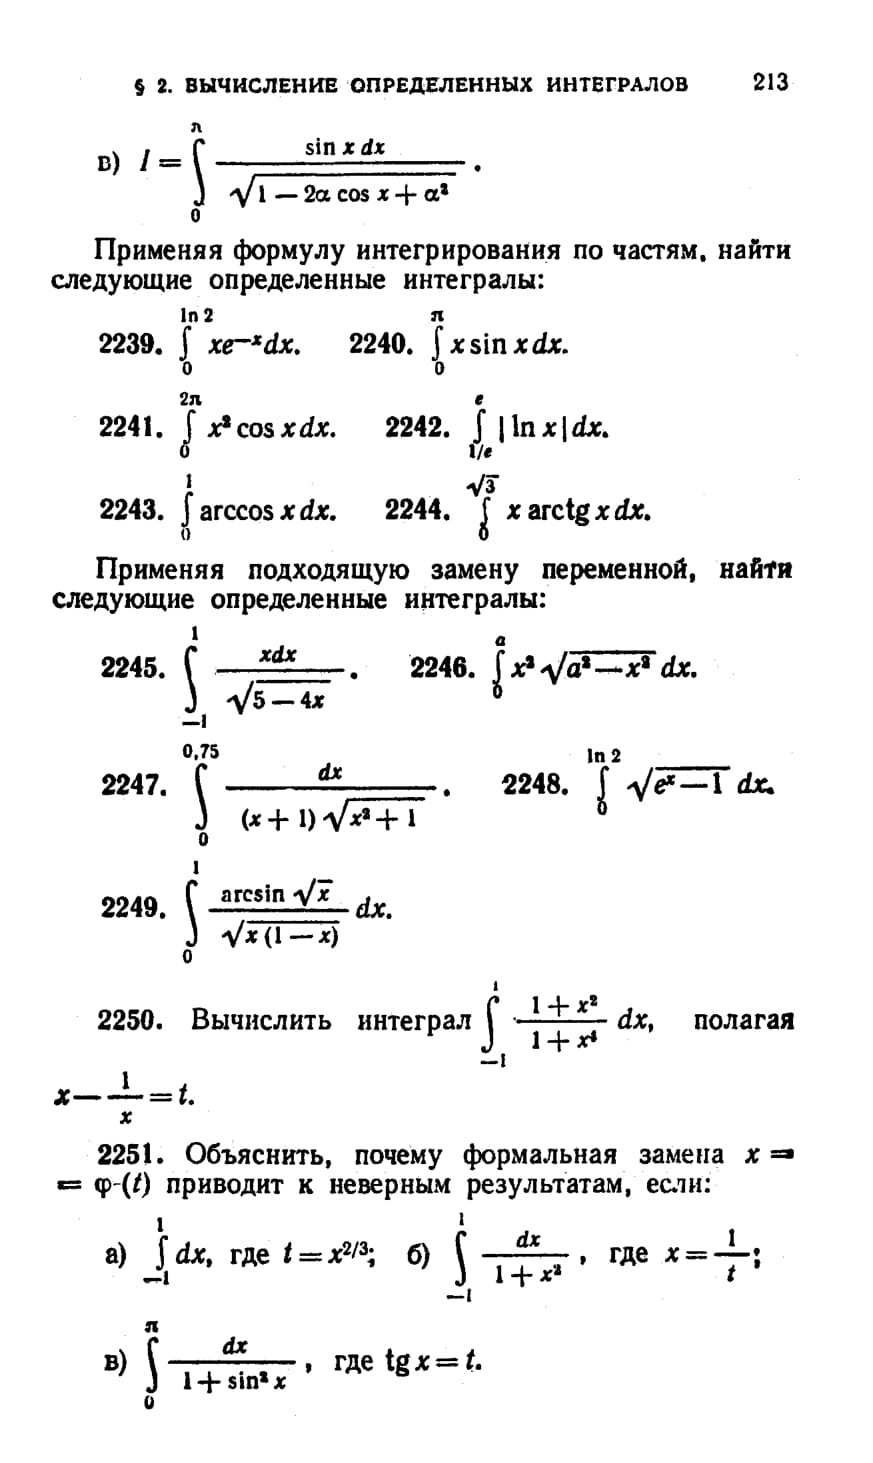 § 2. ВЫЧИСЛЕНИЕ ОПРЕДЕЛЕННЫХ ИНТЕГРАЛОВ 213
в) $I = \int_0^{\pi} \frac{\sin x \, dx}{\sqrt{1 - 2\alpha \cos x + \alpha^2}}$.
Применяя формулу интегрирования по частям, найти
следующие определенные интегралы:
2239. $\int_0^{\ln 2} xe^{-x} dx$. 2240. $\int_0^{\pi} x \sin x \, dx$.
2241. $\int_0^{2\pi} x^2 \cos x \, dx$. 2242. $\int_{1/e}^{e} |\ln x| \, dx$.
2243. $\int_0^1 \arccos x \, dx$. 2244. $\int_0^{\sqrt{3}} x \, \text{arctg} \, x \, dx$.
Применяя подходящую замену переменной, найти
следующие определенные интегралы:
2245. $\int_{-1}^{1} \frac{x dx}{\sqrt{5 - 4x}}$. 2246. $\int_0^a x^2 \sqrt{a^2 - x^2} \, dx$.
2247. $\int_0^{0,75} \frac{dx}{(x + 1) \sqrt{x^2 + 1}}$. 2248. $\int_0^{\ln 2} \sqrt{e^x - 1} \, dx$.
2249. $\int_0^1 \frac{\arcsin \sqrt{x}}{\sqrt{x (1 - x)}} dx$.
2250. Вычислить интеграл $\int_{-1}^{1} \frac{1 + x^2}{1 + x^4} dx$, полагая
$x - \frac{1}{x} = t$.
2251. Объяснить, почему формальная замена $x =$
$= \varphi(t)$ приводит к неверным результатам, если:
а) $\int_{-1}^{1} dx$, где $t = x^{2/3}$; б) $\int_{-1}^{1} \frac{dx}{1 + x^2}$, где $x = \frac{1}{t}$;
в) $\int_0^{\pi} \frac{dx}{1 + \sin^2 x}$, где $\text{tg} \, x = t$.